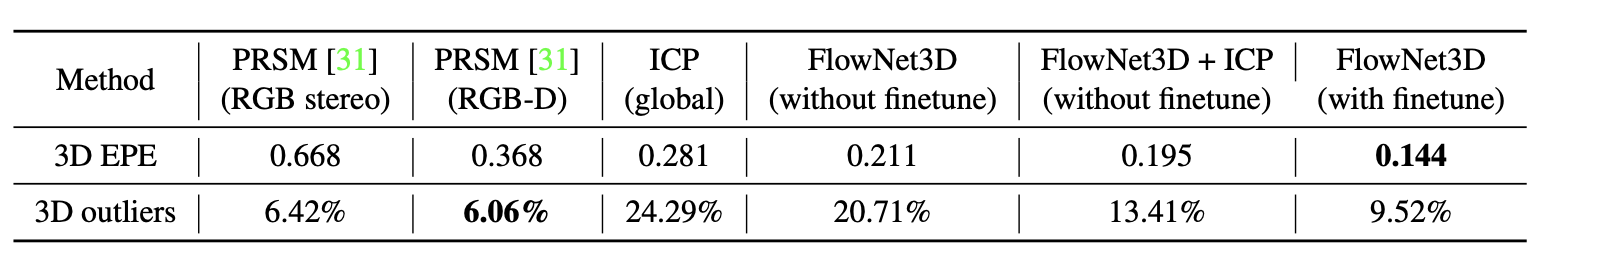 Method PRSM [31] (RGB stereo) PRSM [31] (RGB-D) ICP (global) FlowNet3D (without finetune) FlowNet3D + ICP (without finetune) FlowNet3D (with finetune)
3D EPE 0.668 0.368 0.281 0.211 0.195 0.144
3D outliers 6.42% 6.06% 24.29% 20.71% 13.41% 9.52%